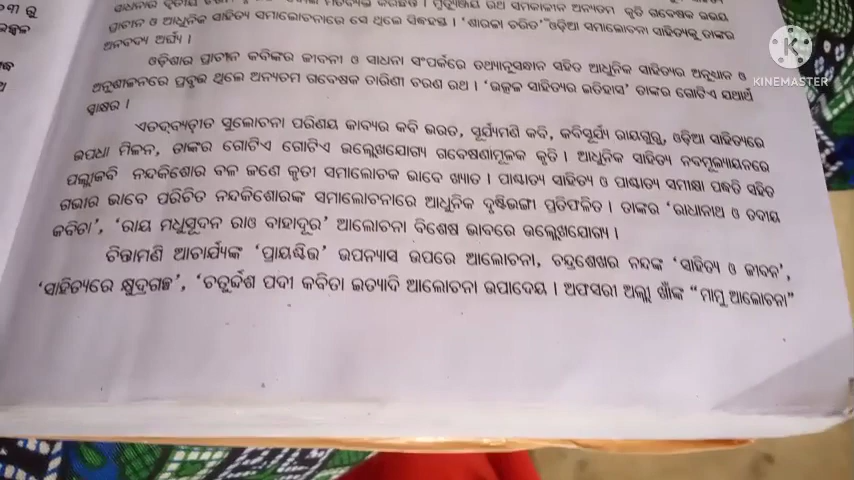 ପ୍ରାଚୀନ ଓ ଆଧୁନିକ ସାହିତ୍ୟ ସମାଲୋଚନାରେ ସେ ଥିଲେ ସିଦ୍ଧହସ୍ତ । ‘ଶାରଳା ଚରିତ’ ଓଡ଼ିଆ ସମାଲୋଚନା ସାହିତ୍ୟକୁ ତାଙ୍କର
ଅନବଦ୍ୟ ଅର୍ଘ୍ୟ ।
ଓଡ଼ିଶାର ପ୍ରାଚୀନ କବିଙ୍କର ଜୀବନୀ ଓ ସାଧନା ସଂପର୍କରେ ତଥ୍ୟାନୁସନ୍ଧାନ ସହିତ ଆଧୁନିକ ସାହିତ୍ୟର ଅନୁଧ୍ୟାନ ଓ
ଅନୁଶୀଳନରେ ପ୍ରବୃତ୍ତ ଥିଲେ ଅନ୍ୟତମ ଗବେଷକ ତାରିଣୀ ଚରଣ ରଥ । ‘ଉତ୍କଳ ସାହିତ୍ୟର ଇତିହାସ’ ତାଙ୍କର ଗୋଟିଏ ଯଥାର୍ଥ
ସ୍ୱାକ୍ଷର ।
ଏତଦ୍‌ବ୍ୟତୀତ ସୁଲୋଚନା ପରିଣୟ କାବ୍ୟର କବି ଭରତ, ସୂର୍ଯ୍ୟମଣି କବି, କବିସୂର୍ଯ୍ୟ ରାୟଗୁରୁ, ଓଡ଼ିଆ ସାହିତ୍ୟରେ
ଉପଧା ମିଳନ, ତାଙ୍କର ଗୋଟିଏ ଗୋଟିଏ ଉଲ୍ଲେଖଯୋଗ୍ୟ ଗବେଷଣାମୂଳକ କୃତି । ଆଧୁନିକ ସାହିତ୍ୟ ନବମୂଲ୍ୟାୟନରେ
ପଲ୍ଲୀକବି ନନ୍ଦକିଶୋର ବଳ ଜଣେ କୃତୀ ସମାଲୋଚକ ଭାବେ ଖ୍ୟାତ । ପାଶ୍ଚାତ୍ୟ ସାହିତ୍ୟ ଓ ପାଶ୍ଚାତ୍ୟ ସମୀକ୍ଷା ପଦ୍ଧତି ସହିତ
ଗଭୀର ଭାବେ ପରିଚିତ ନନ୍ଦକିଶୋରଙ୍କ ସମାଲୋଚନାରେ ଆଧୁନିକ ଦୃଷ୍ଟିଭଙ୍ଗୀ ପ୍ରତିଫଳିତ । ତାଙ୍କର ‘ରାଧାନାଥ ଓ ତଦୀୟ
କବିତା’, ‘ରାୟ ମଧୁସୂଦନ ରାଓ ବାହାଦୂର’ ଆଲୋଚନା ବିଶେଷ ଭାବରେ ଉଲ୍ଲେଖଯୋଗ୍ୟ ।
ଚିନ୍ତାମଣି ଆଚାର୍ଯ୍ୟଙ୍କ ‘ପ୍ରାୟଶ୍ଚିତ୍ତ’ ଉପନ୍ୟାସ ଉପରେ ଆଲୋଚନା, ଚନ୍ଦ୍ରଶେଖର ନନ୍ଦଙ୍କ ‘ସାହିତ୍ୟ ଓ ଜୀବନ’,
‘ସାହିତ୍ୟରେ କ୍ଷୁଦ୍ରଗଳ୍ପ’, ‘ଚତୁର୍ଦ୍ଦଶ ପଦୀ କବିତା ଇତ୍ୟାଦି ଆଲୋଚନା ଉପାଦେୟ । ଅଫସରୀ ଅଲ୍ଲୀ ଖାଁଙ୍କ “ମାମୁ ଆଲୋଚନା”
KINEMASTER